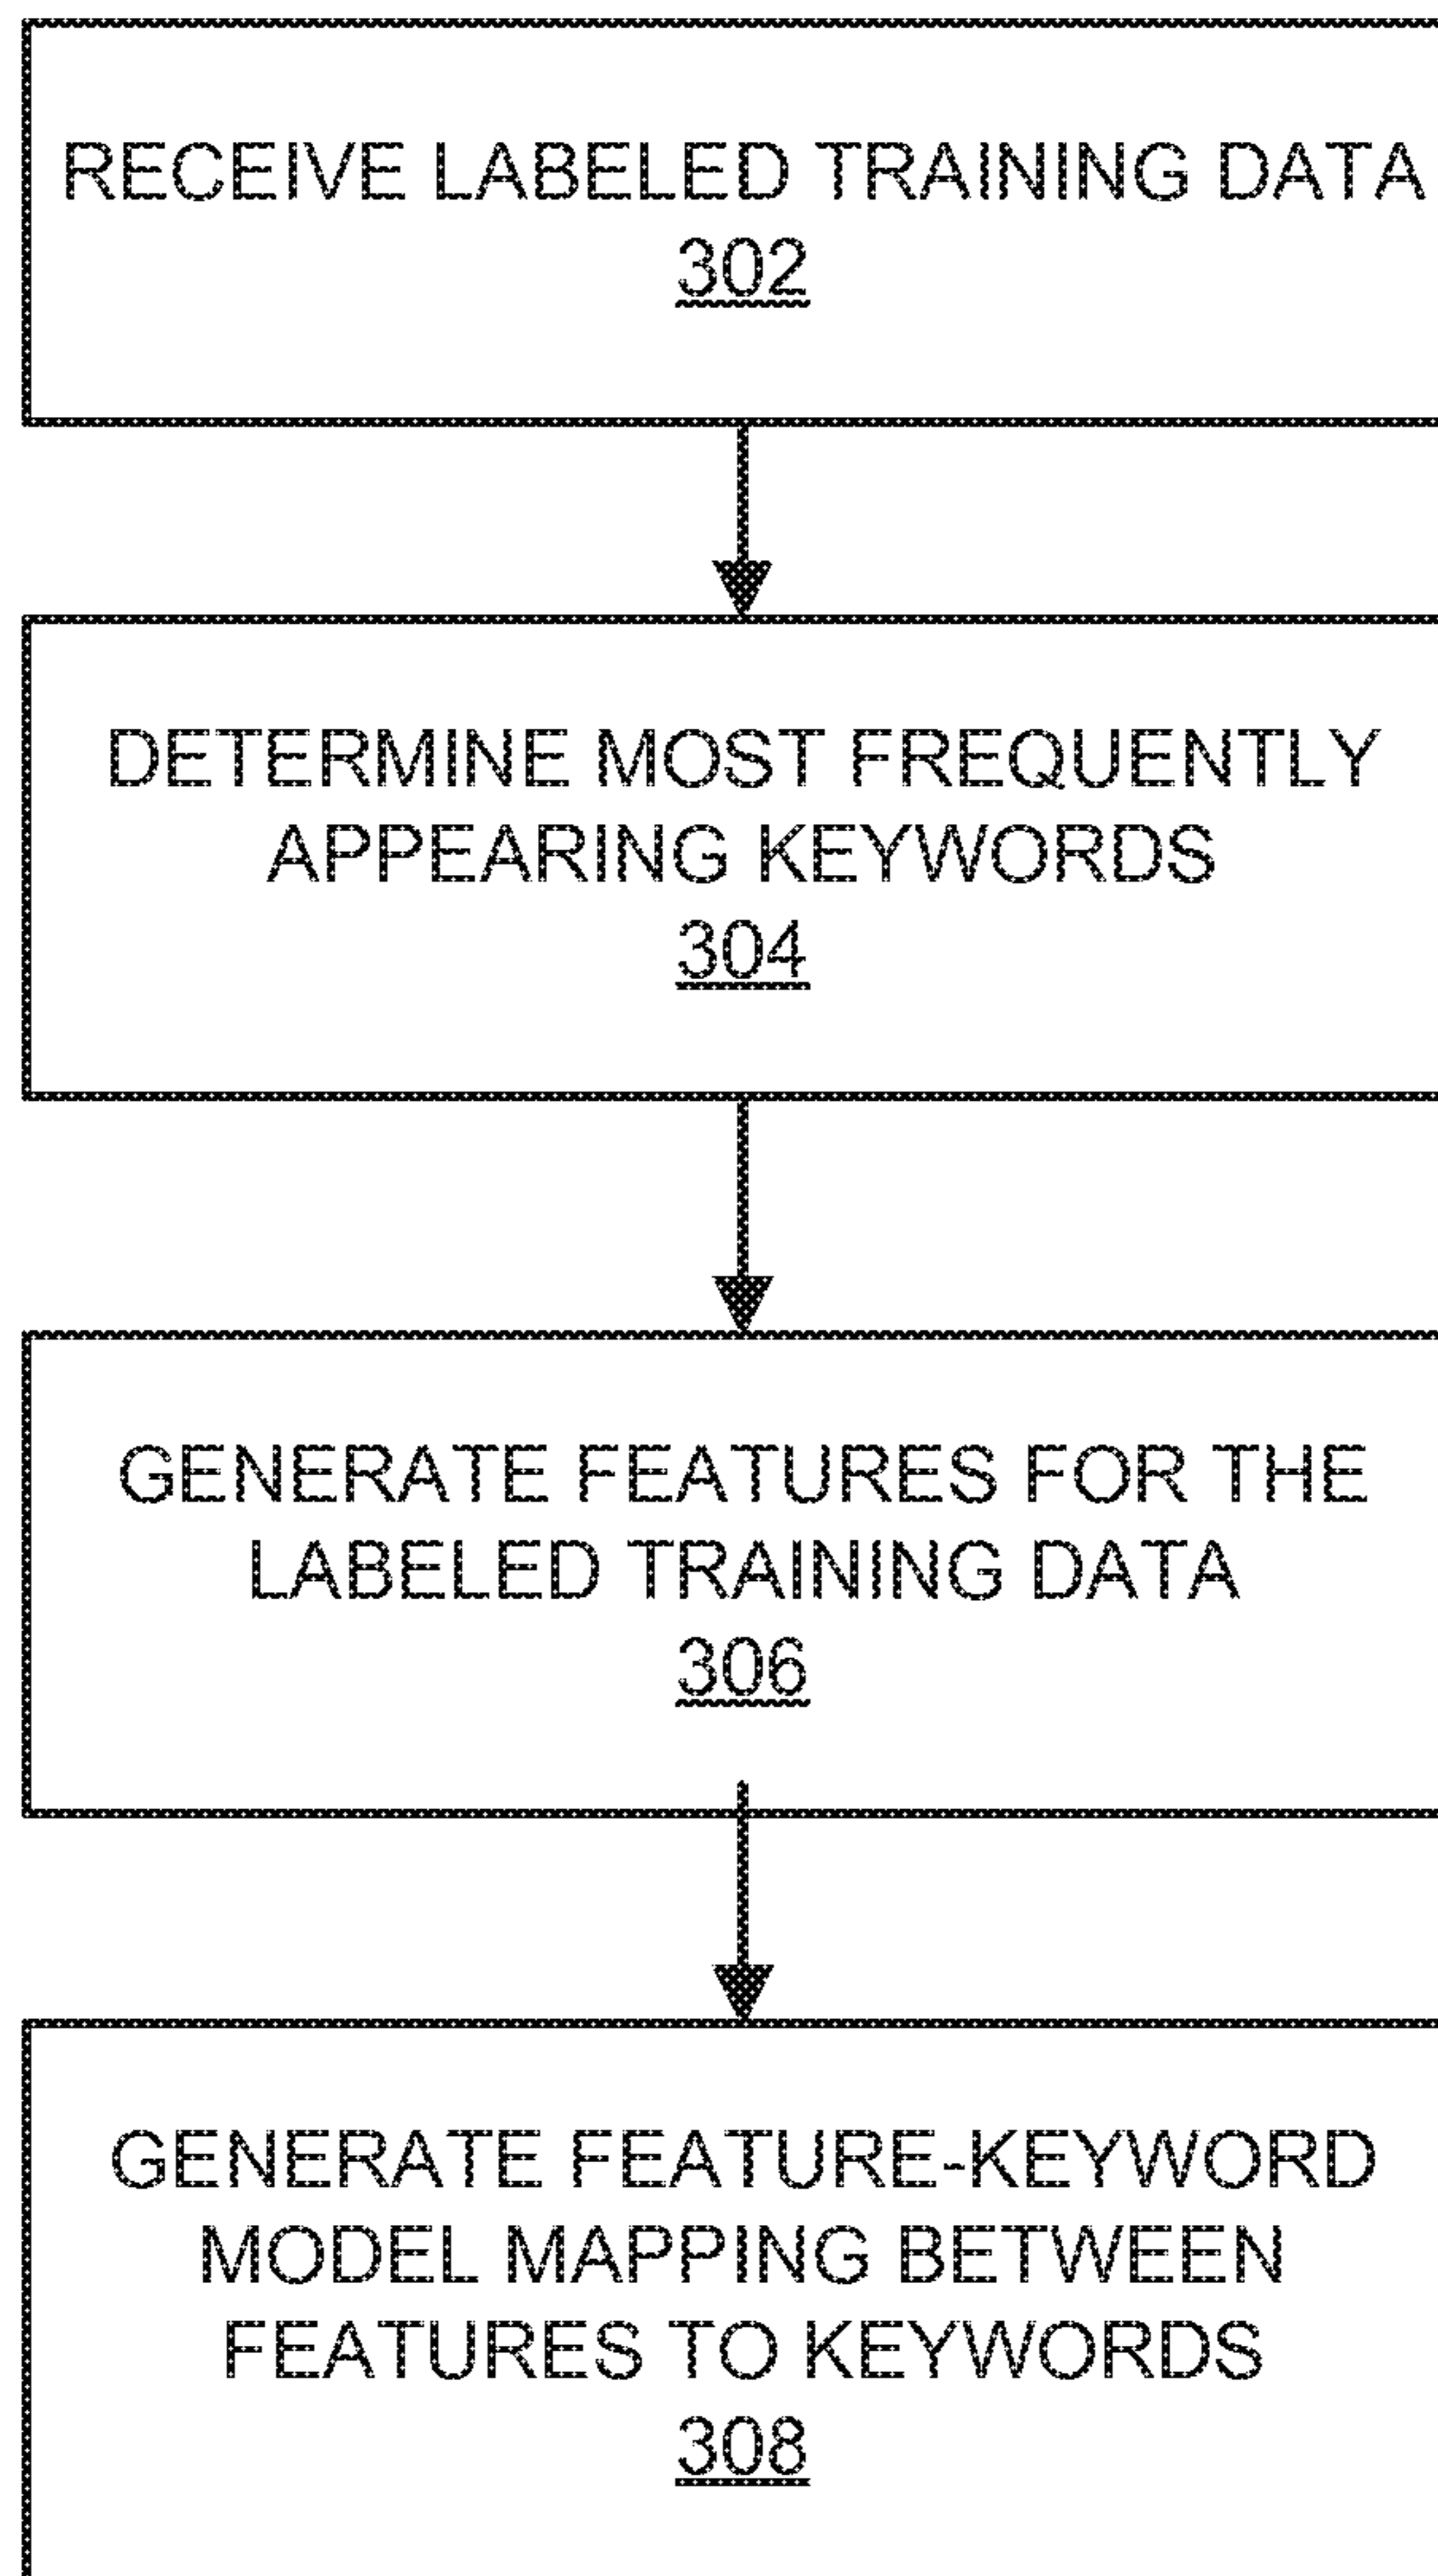 RECEIVE LABELED TRAINING DATA
302
DETERMINE MOST FREQUENTLY
APPEARING KEYWORDS
304
GENERATE FEATURES FOR THE
LABELED TRAINING DATA
306
GENERATE FEATURE-KEYWORD
MODEL MAPPING BETWEEN
FEATURES TO KEYWORDS
308